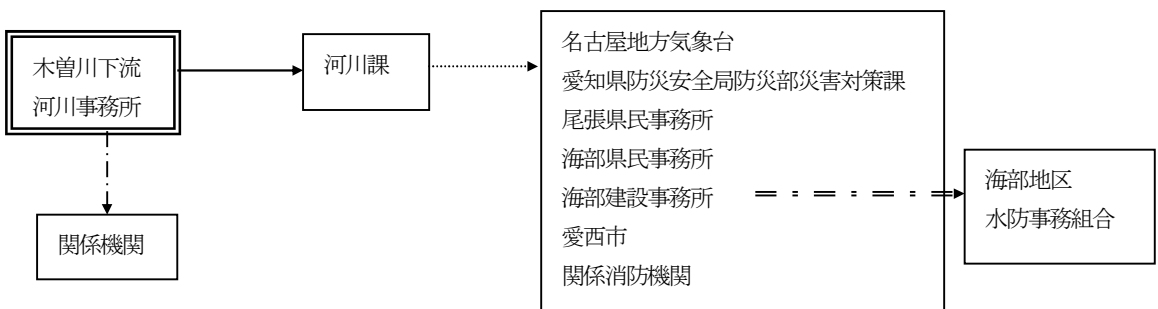 木曽川下流
河川事務所
河川課
名古屋地方気象台
愛知県防災安全局防災部災害対策課
尾張県民事務所
海部県民事務所
海部建設事務所
愛西市
関係消防機関
海部地区
水防事務組合
関係機関